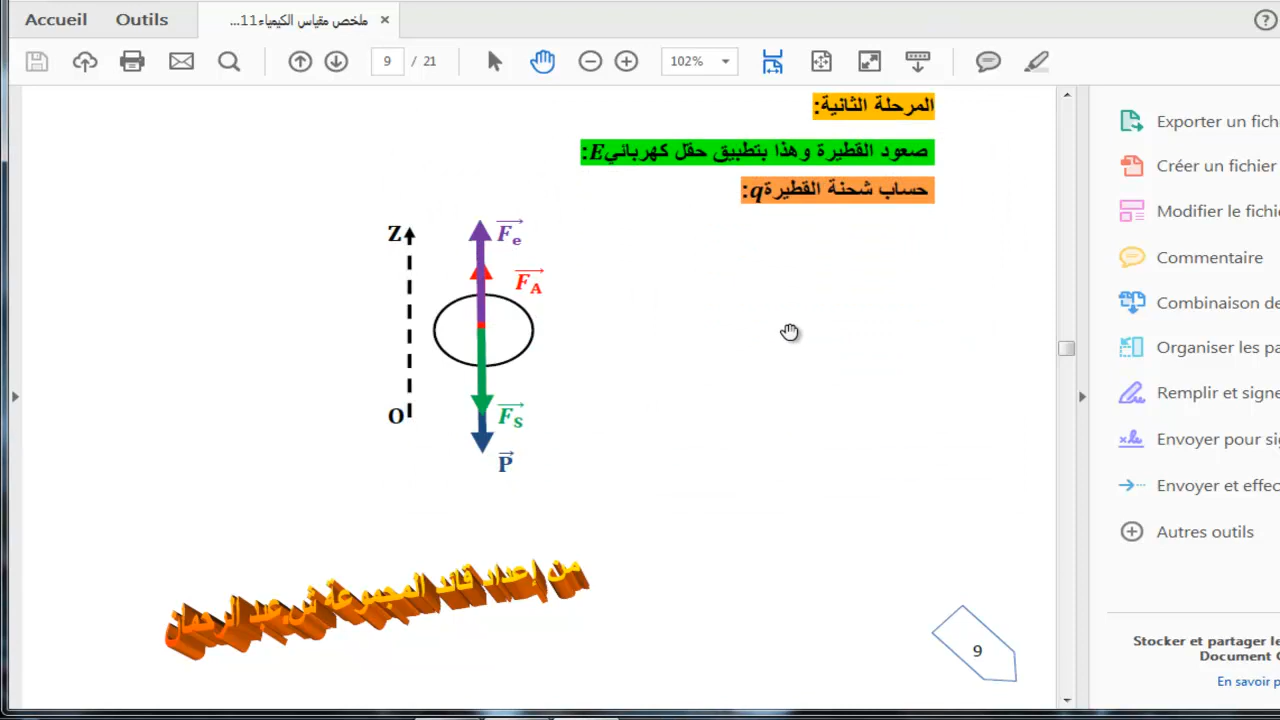 Accueil
Outils
ملخص مقياس الكيمياء11...
9 / 21
102%
المرحلة الثانية:
صعود القطيرة وهذا بتطبيق حقل كهربائيE:
حساب شحنة القطيرةq:
Z
Fe
FA
O
FS
P
من إعداد قائد المجموعة س.عبد الرحمان
9
Exporter un fich
Créer un fichier
Modifier le fichie
Commentaire
Combinaison de
Organiser les pa
Remplir et signe
Envoyer pour sig
Envoyer et effec
Autres outils
Stocker et partager le
Document C
En savoir p